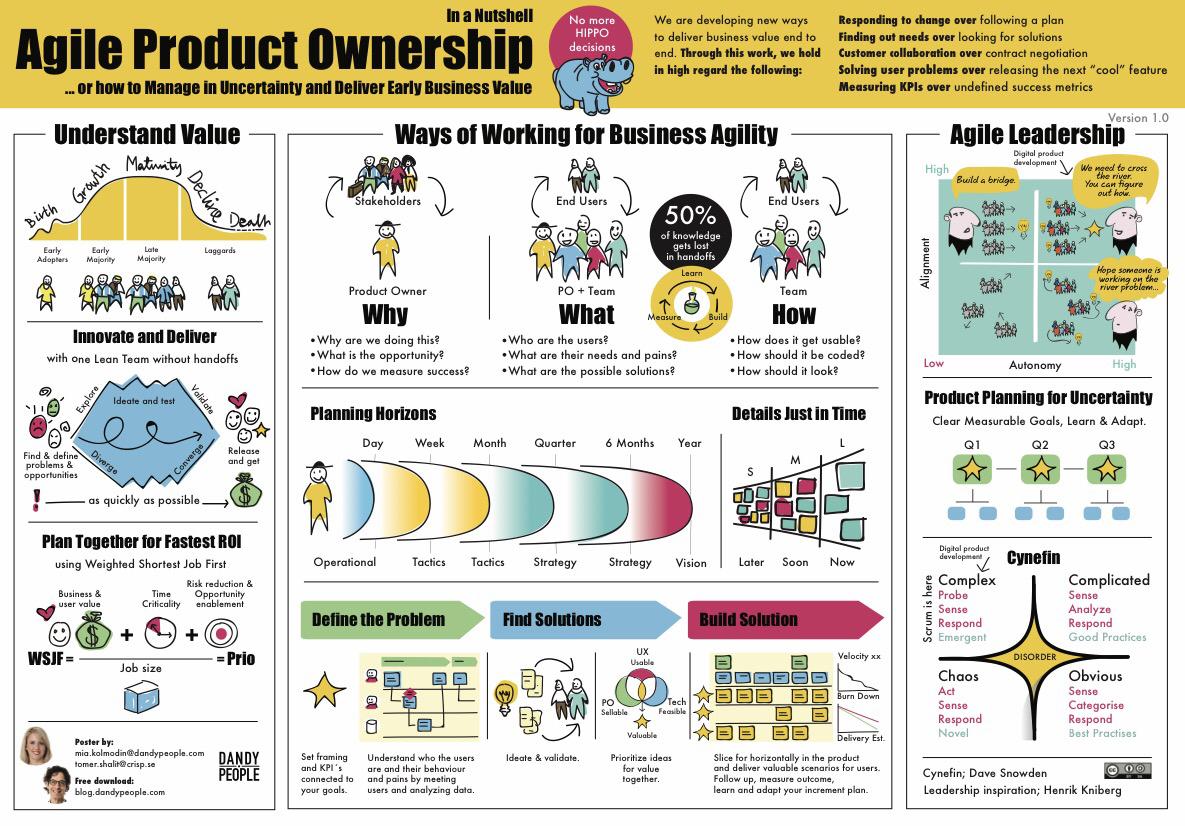 In a Nutshell
Agile Product Ownership
... or how to Manage in Uncertainty and Deliver Early Business Value
No more
HIPPO
decisions
We are developing new ways
to deliver business value end to
end. Through this work, we hold
in high regard the following:
Responding to change over following a plan
Finding out needs over looking for solutions
Customer collaboration over contract negotiation
Solving user problems over releasing the next “cool” feature
Measuring KPIs over undefined success metrics
Version 1.0
Understand Value
Birth
Growth
Maturity
Decline
Death
Early
Adopters
Early
Majority
Late
Majority
Laggards
Innovate and Deliver
with one Lean Team without handoffs
Explore
Ideate and test
Validate
Diverge
Converge
Find & define
problems &
opportunities
Release
and get
! as quickly as possible
$
Plan Together for Fastest ROI
using Weighted Shortest Job First
Business &
user value
Time
Criticality
Risk reduction &
Opportunity
enablement
$ + +
WSJF = = Prio
Job size
Poster by:
mia.kolmodin@dandypeople.com
tomer.shalit@crisp.se
Free download:
blog.dandypeople.com
DANDY
PEOPLE
Ways of Working for Business Agility
Stakeholders
Product Owner
Why
•Why are we doing this?
•What is the opportunity?
•How do we measure success?
End Users
PO + Team
What
•Who are the users?
•What are their needs and pains?
•What are the possible solutions?
50%
of knowledge
gets lost
in handoffs
Learn
Measure
Build
End Users
Team
How
•How does it get usable?
•How should it be coded?
•How should it look?
Planning Horizons
Day Week Month Quarter 6 Months Year
Operational Tactics Tactics Strategy Strategy Vision
Details Just in Time
S M L
Later Soon Now
Define the Problem
Find Solutions
Build Solution
UX
Usable
PO
Sellable
Tech
Feasible
Valuable
Velocity xx
Burn Down
Delivery Est.
Set framing
and KPI´s
connected to
your goals.
Understand who the users
are and their behaviour
and pains by meeting
users and analyzing data.
Ideate & validate.
Prioritize ideas
for value
together.
Slice for horizontally in the product
and deliver valuable scenarios for users.
Follow up, measure outcome,
learn and adapt your increment plan.
Agile Leadership
Digital product
development
High
Build a bridge.
We need to cross
the river.
You can figure
out how.
Alignment
Hope someone is
working on the
river problem...
Low
Autonomy
High
Product Planning for Uncertainty
Clear Measurable Goals, Learn & Adapt.
Q1 Q2 Q3
Digital product
development
Cynefin
Scrum is here
Complex
Probe
Sense
Respond
Emergent
Complicated
Sense
Analyze
Respond
Good Practices
DISORDER
Chaos
Act
Sense
Respond
Novel
Obvious
Sense
Categorise
Respond
Best Practises
Cynefin; Dave Snowden
Leadership inspiration; Henrik Kniberg